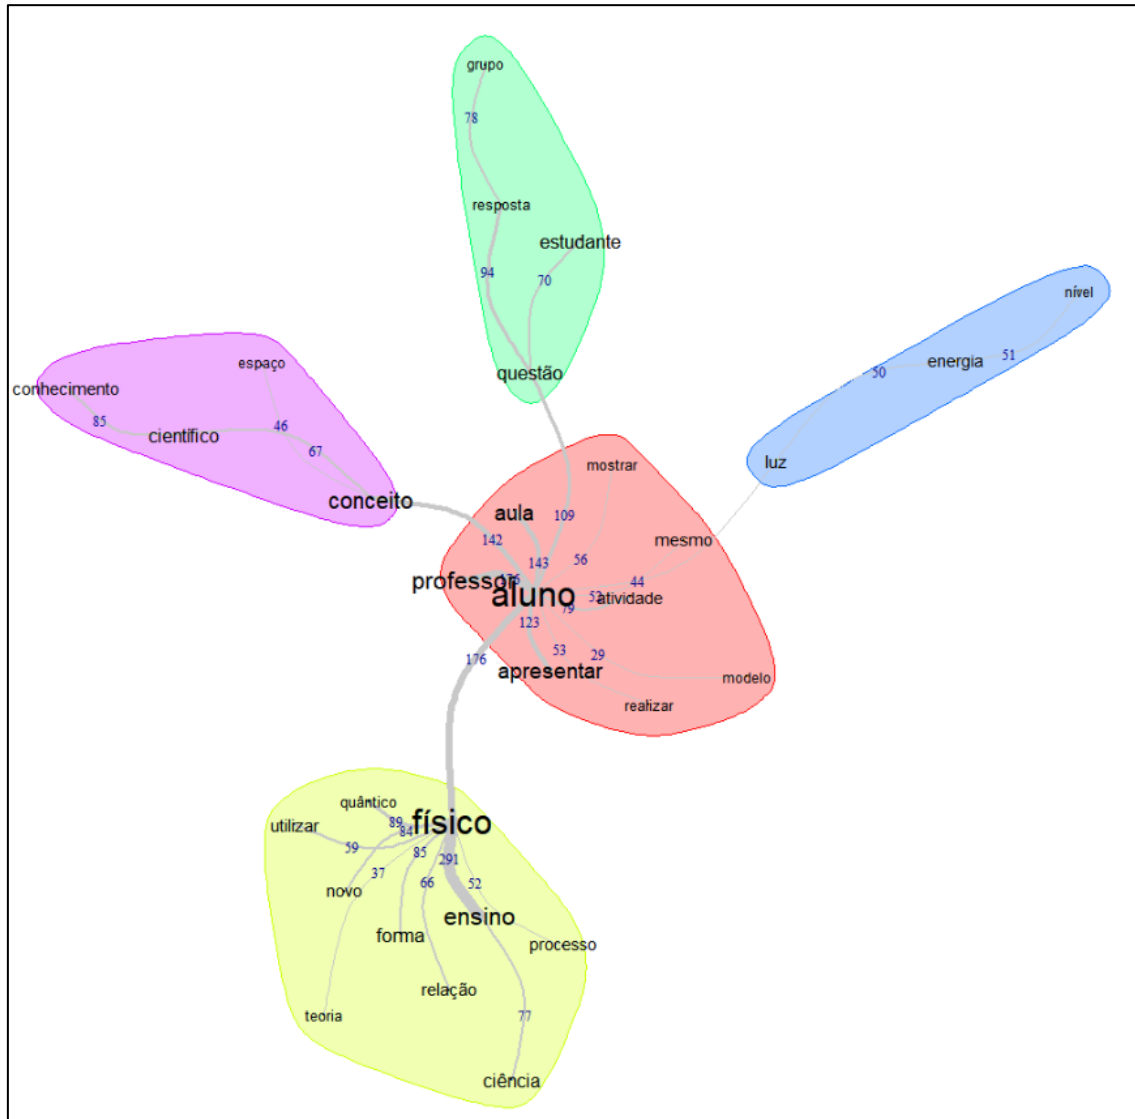 grupo
78
resposta
estudante
94
70
questão
nível
energia
51
50
luz
espaço
conhecimento
85
científico
46
67
conceito
mostrar
aula
109
142
143
56
mesmo
professor
176
aluno
52
44
atividade
79
123
176
53
29
apresentar
modelo
realizar
quântico
físico
utilizar
89
84
59
85
291
37
66
52
novo
ensino
forma
processo
relação
teoria
77
ciência